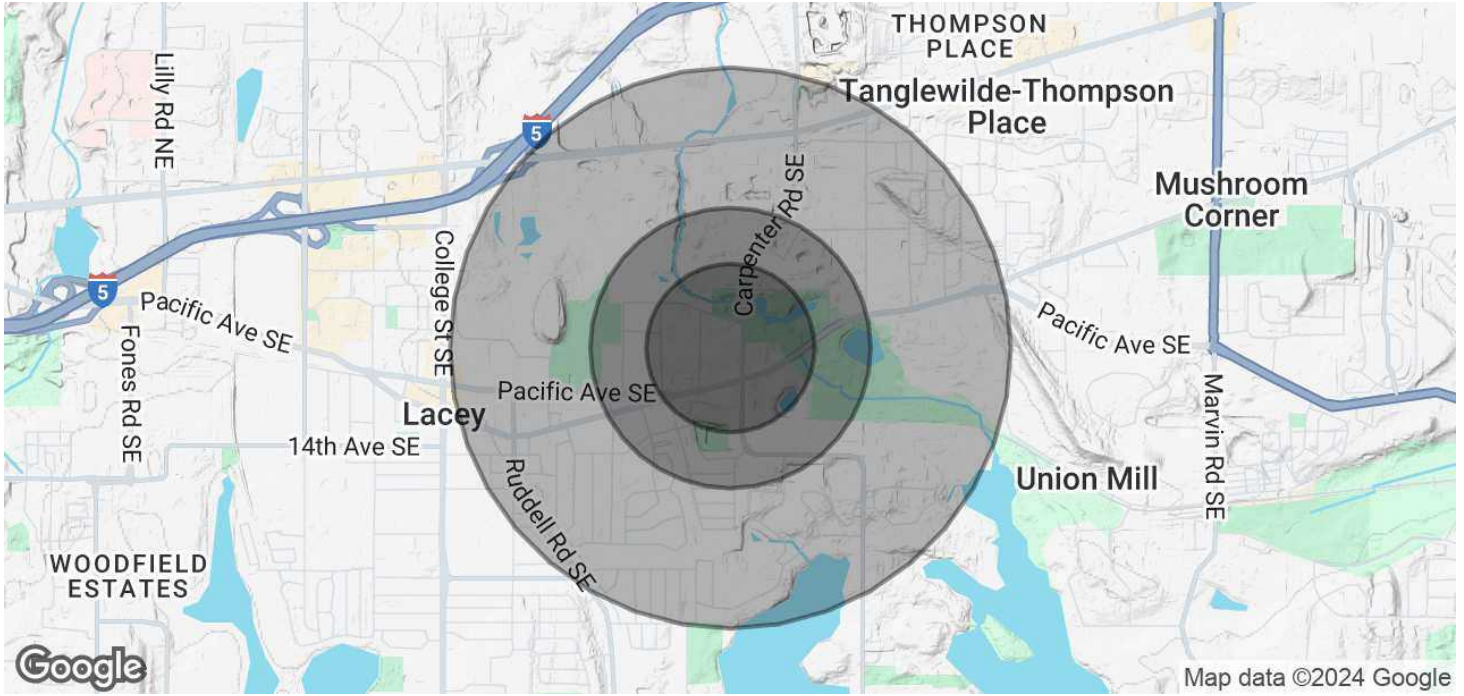 THOMPSON
PLACE
Lilly Rd NE
Tanglewilde-Thompson
Place
5
Carpenter Rd SE
Mushroom
Corner
College St SE
5
Pacific Ave SE
Pacific Ave SE
Fones Rd SE
Pacific Ave SE
Lacey
Marvin Rd SE
14th Ave SE
Union Mill
Ruddell Rd SE
WOODFIELD
ESTATES
Google
Map data ©2024 Google